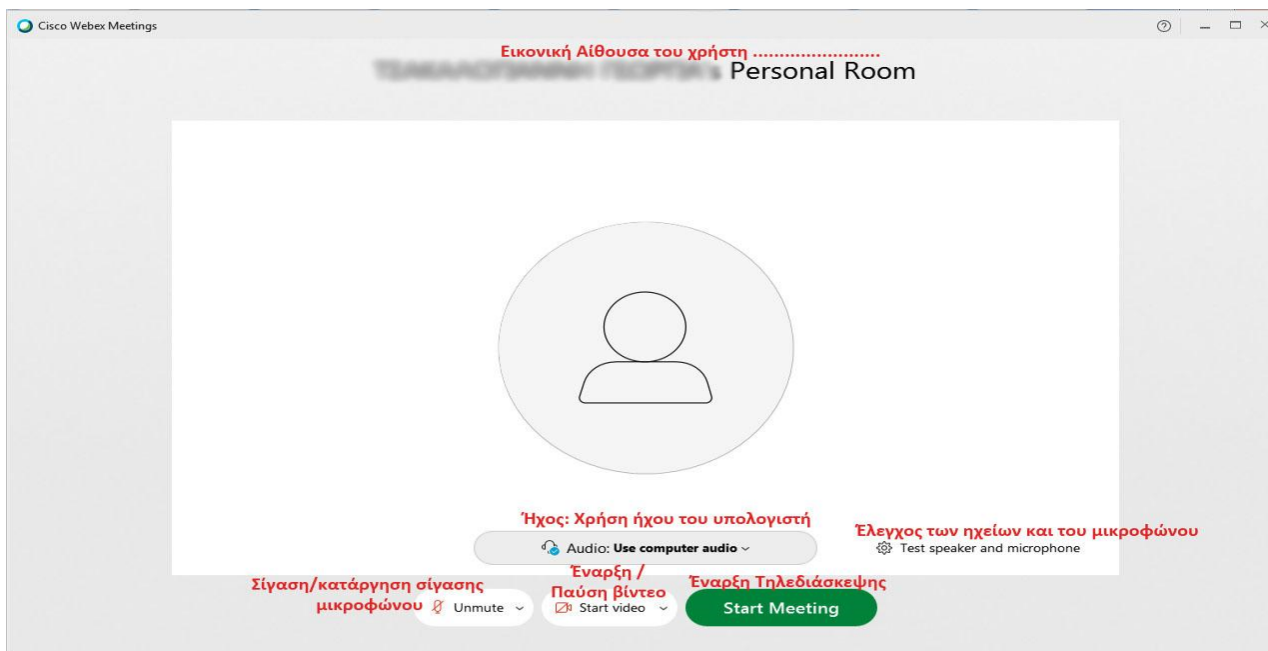 Cisco Webex Meetings
Εικονική Αίθουσα του χρήστη ........................
Personal Room
Ήχος: Χρήση ήχου του υπολογιστή
Audio: Use computer audio
Έλεγχος των ηχείων και του μικροφώνου
Test speaker and microphone
Σίγαση/κατάργηση σίγασης
μικροφώνου
Unmute
Έναρξη /
Παύση βίντεο
Start video
Έναρξη Τηλεδιάσκεψης
Start Meeting